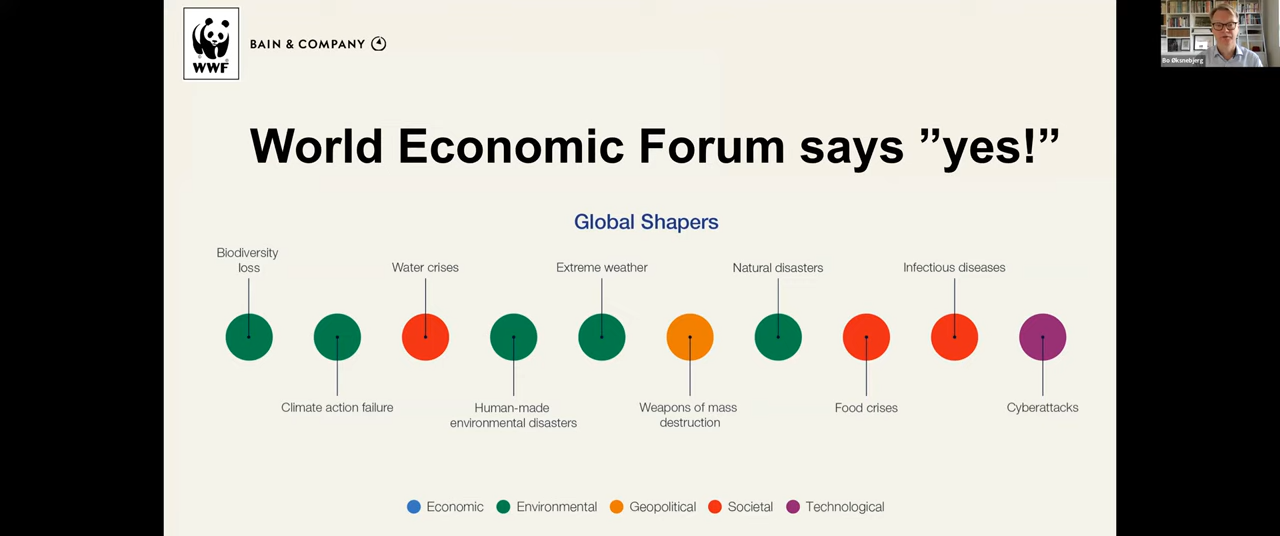 WWF
BAIN & COMPANY
Bo Øksnebjerg
World Economic Forum says ”yes!”
Global Shapers
Biodiversity
loss
Water crises
Extreme weather
Natural disasters
Infectious diseases
Climate action failure
Human-made
environmental disasters
Weapons of mass
destruction
Food crises
Cyberattacks
Economic
Environmental
Geopolitical
Societal
Technological